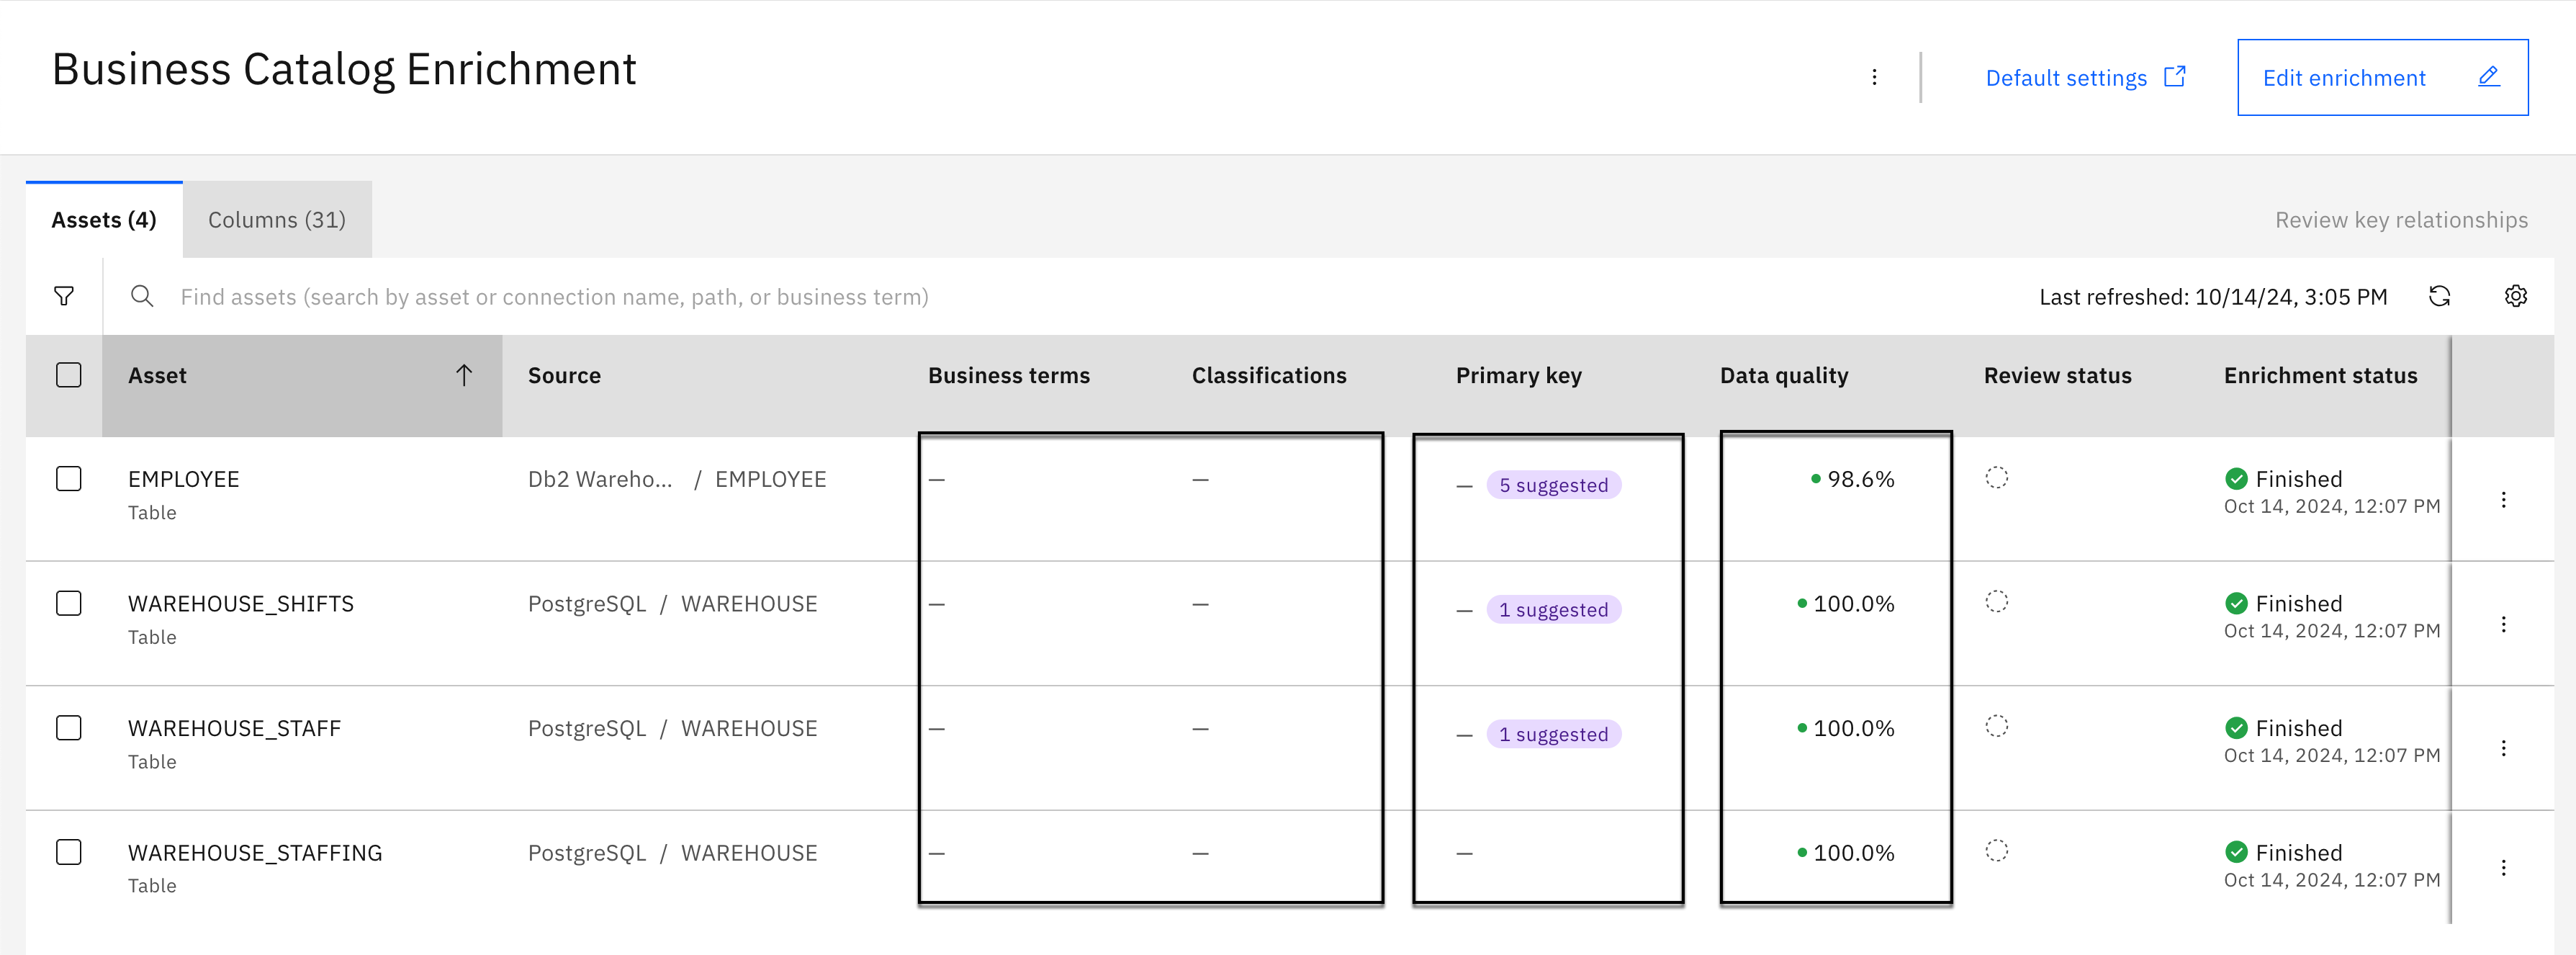 Business Catalog Enrichment
Default settings
Edit enrichment
Assets (4)
Columns (31)
Review key relationships
Find assets (search by asset or connection name, path, or business term)
Last refreshed: 10/14/24, 3:05 PM
Asset Source Business terms Classifications Primary key Data quality Review status Enrichment status
EMPLOYEE Db2 Wareho... / EMPLOYEE — — — 5 suggested 98.6% Finished
Table Oct 14, 2024, 12:07 PM
WAREHOUSE_SHIFTS PostgreSQL / WAREHOUSE — — — 1 suggested 100.0% Finished
Table Oct 14, 2024, 12:07 PM
WAREHOUSE_STAFF PostgreSQL / WAREHOUSE — — — 1 suggested 100.0% Finished
Table Oct 14, 2024, 12:07 PM
WAREHOUSE_STAFFING PostgreSQL / WAREHOUSE — — — 100.0% Finished
Table Oct 14, 2024, 12:07 PM